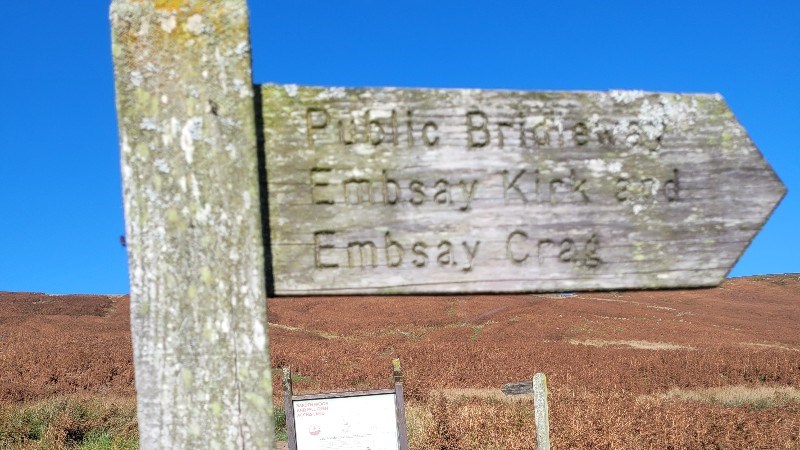 Public Bridleway
Embsay Kirk and
Embsay Crag